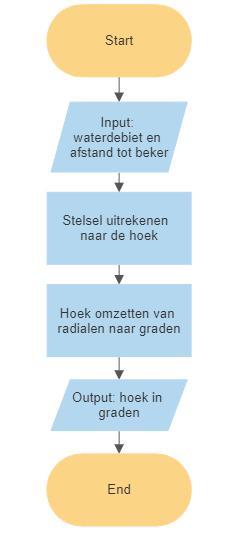 Start
Input:
waterdebiet en
afstand tot beker
Stelsel uitrekenen
naar de hoek
Hoek omzetten van
radialen naar graden
Output: hoek in
graden
End